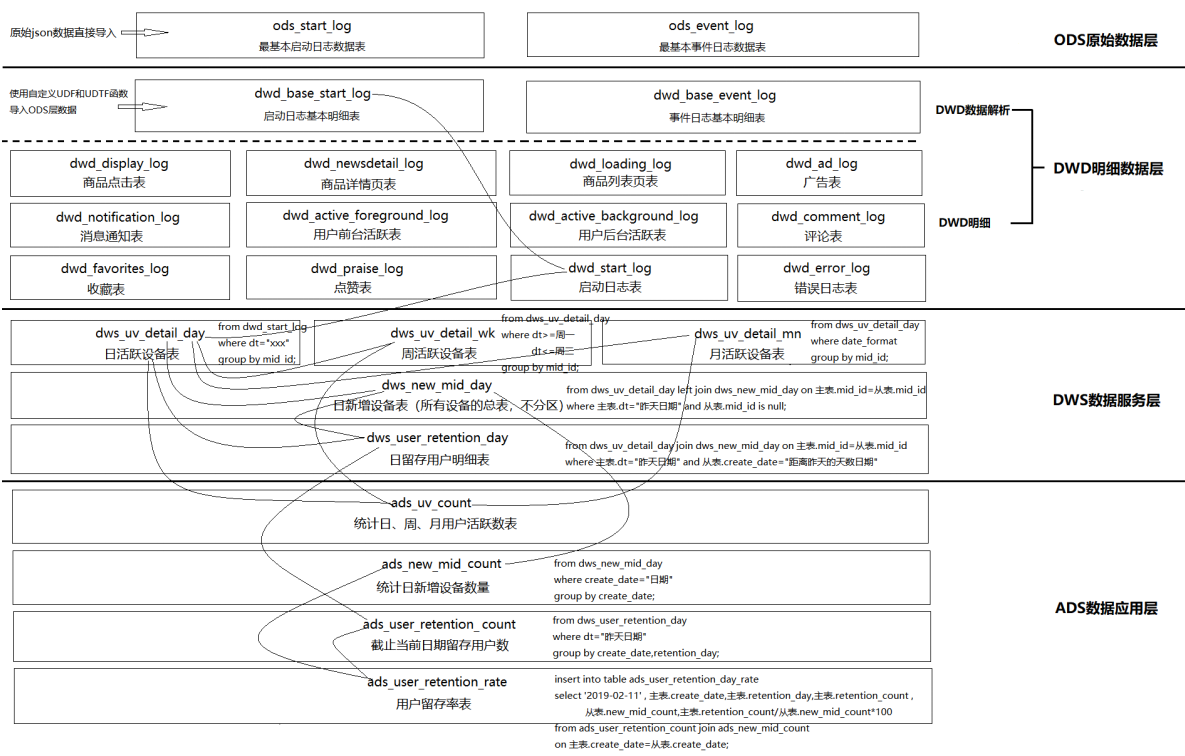 原始json数据直接导入
ods_start_log
最基本启动日志数据表
ods_event_log
最基本事件日志数据表
ODS原始数据层
使用自定义UDF和UDTF函数
导入ODS层数据
dwd_base_start_log
启动日志基本明细表
dwd_base_event_log
事件日志基本明细表
DWD数据解析
DWD明细数据层
DWD明细
dwd_display_log
商品点击表
dwd_newsdetail_log
商品详情页表
dwd_loading_log
商品列表页表
dwd_ad_log
广告表
dwd_notification_log
消息通知表
dwd_active_foreground_log
用户前台活跃表
dwd_active_background_log
用户后台活跃表
dwd_comment_log
评论表
dwd_favorites_log
收藏表
dwd_praise_log
点赞表
dwd_start_log
启动日志表
dwd_error_log
错误日志表
dws_uv_detail_day
日活跃设备表
from dwd_start_log
where dt="xxx"
group by mid_id;
dws_uv_detail_wk
周活跃设备表
from dws_uv_detail_day
where dt>=周一
dt<=周三
group by mid_id;
dws_uv_detail_mn
月活跃设备表
from dws_uv_detail_day
where date_format
group by mid_id;
dws_new_mid_day
日新增设备表（所有设备的总表，不分区）
from dws_uv_detail_day left join dws_new_mid_day on 主表.mid_id=从表.mid_id
where 主表.dt="昨天日期" and 从表.mid_id is null;
DWS数据服务层
dws_user_retention_day
日留存用户明细表
from dws_uv_detail_day join dws_new_mid_day on 主表.mid_id=从表.mid_id
where 主表.dt="昨天日期" and 从表.create_date="距离昨天的天数日期"
ads_uv_count
统计日、周、月用户活跃数表
ads_new_mid_count
统计日新增设备数量
from dws_new_mid_day
where create_date="日期"
group by create_date;
ADS数据应用层
ads_user_retention_count
截止当前日期留存用户数
from dws_user_retention_day
where dt="昨天日期"
group by create_date,retention_day;
ads_user_retention_rate
用户留存率表
insert into table ads_user_retention_day_rate
select '2019-02-11' , 主表.create_date,主表.retention_day,主表.retention_count ,
从表.new_mid_count,主表.retention_count/从表.new_mid_count*100
from ads_user_retention_count join ads_new_mid_count
on 主表.create_date=从表.create_date;